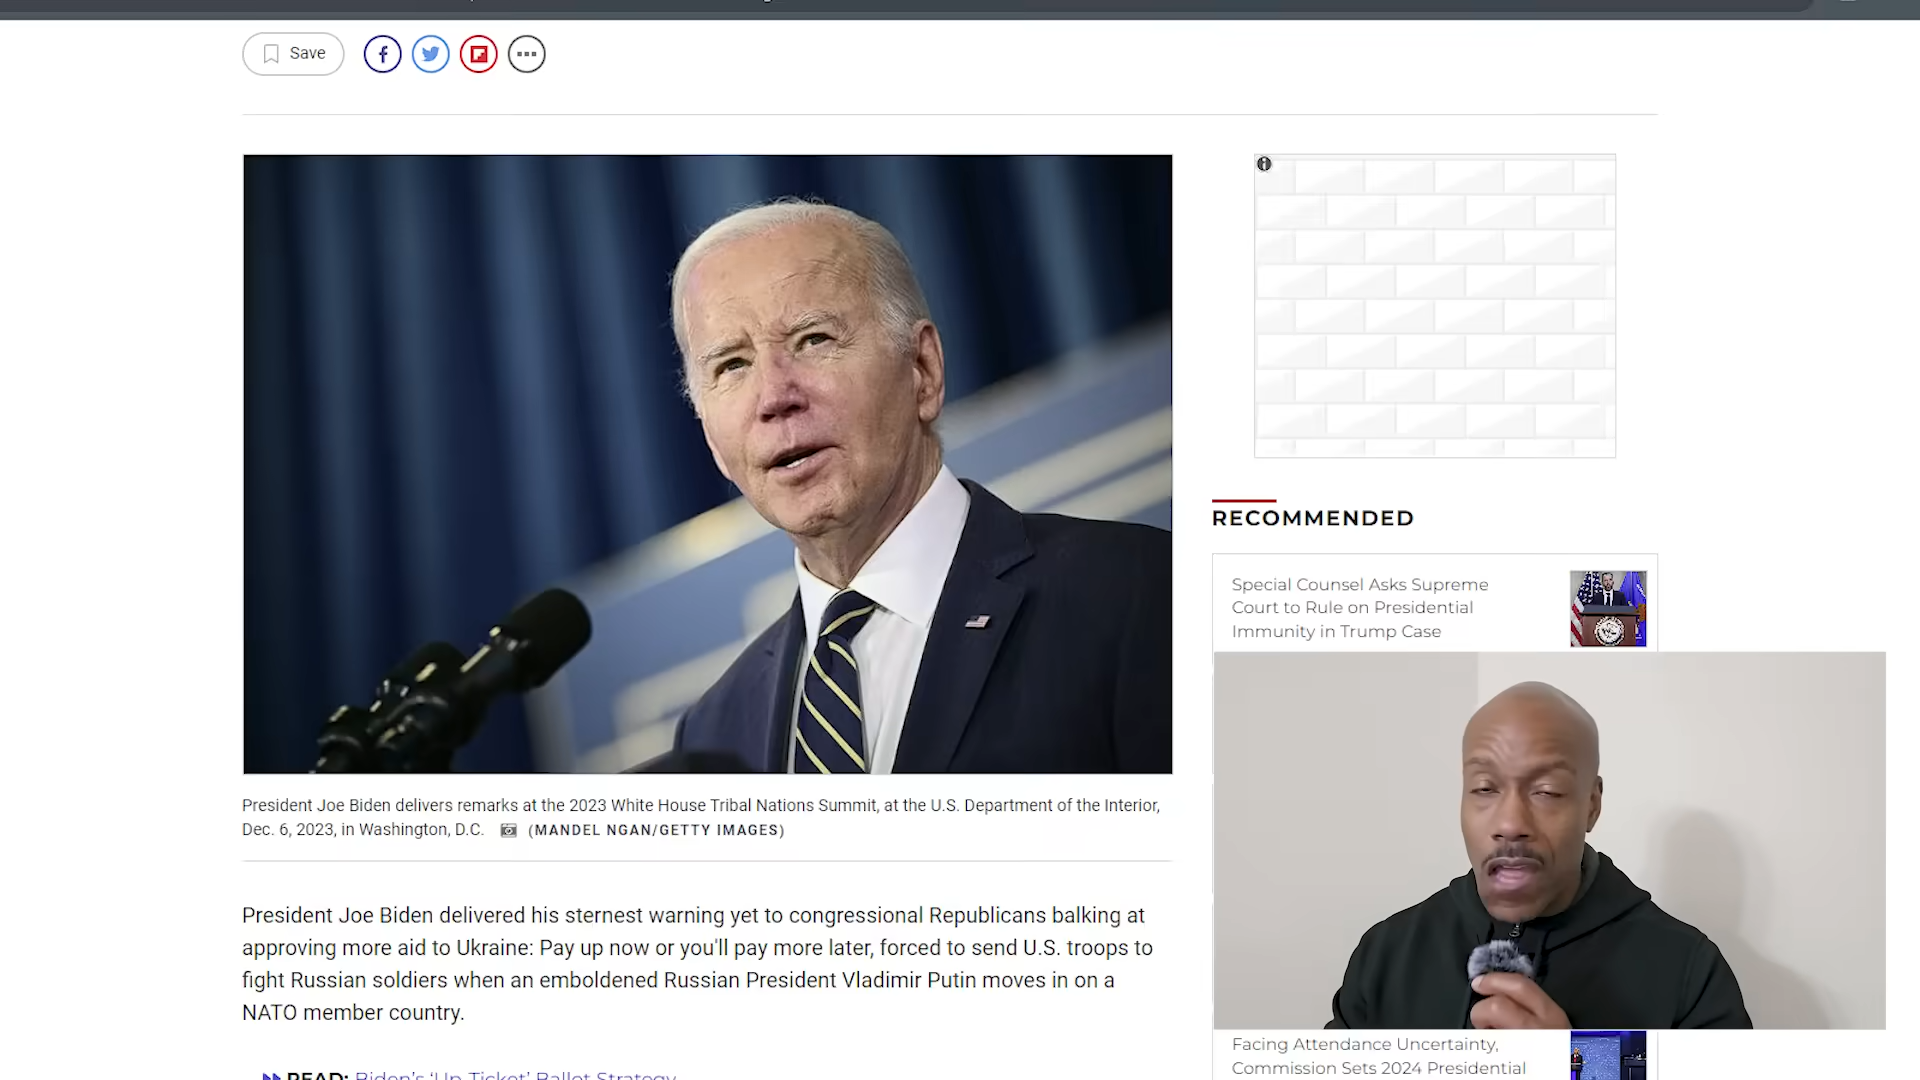 Save
President Joe Biden delivers remarks at the 2023 White House Tribal Nations Summit, at the U.S. Department of the Interior,
Dec. 6, 2023, in Washington, D.C. (MANDEL NGAN/GETTY IMAGES)
President Joe Biden delivered his sternest warning yet to congressional Republicans balking at
approving more aid to Ukraine: Pay up now or you'll pay more later, forced to send U.S. troops to
fight Russian soldiers when an emboldened Russian President Vladimir Putin moves in on a
NATO member country.
READ: Biden's 'Up-Ticket' Ballot Strategy
RECOMMENDED
Special Counsel Asks Supreme
Court to Rule on Presidential
Immunity in Trump Case
Facing Attendance Uncertainty,
Commission Sets 2024 Presidential